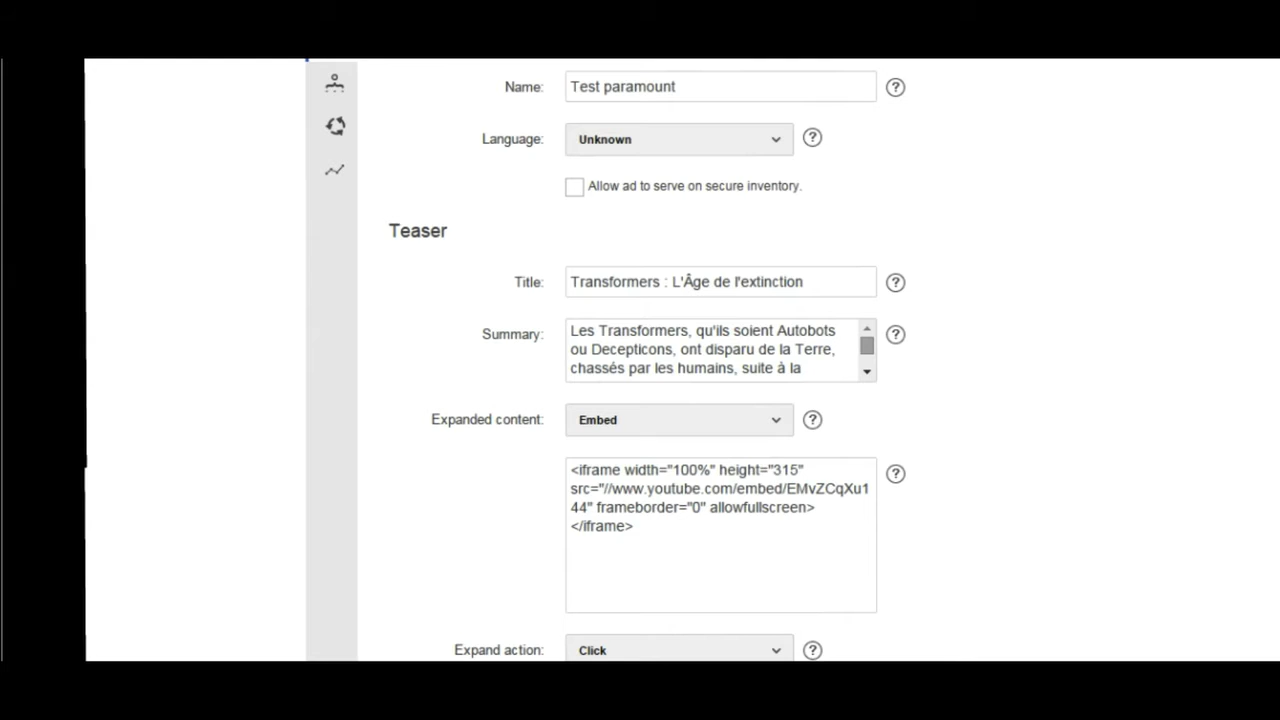 Name: Test paramount
Language: Unknown
Allow ad to serve on secure inventory.
Teaser
Title: Transformers : L'Âge de l'extinction
Summary: Les Transformers, qu'ils soient Autobots
ou Decepticons, ont disparu de la Terre,
chassés par les humains, suite à la
Expanded content: Embed
<iframe width="100%" height="315"
src="//www.youtube.com/embed/EMvZCqXu1
44" frameborder="0" allowfullscreen>
</iframe>
Expand action: Click